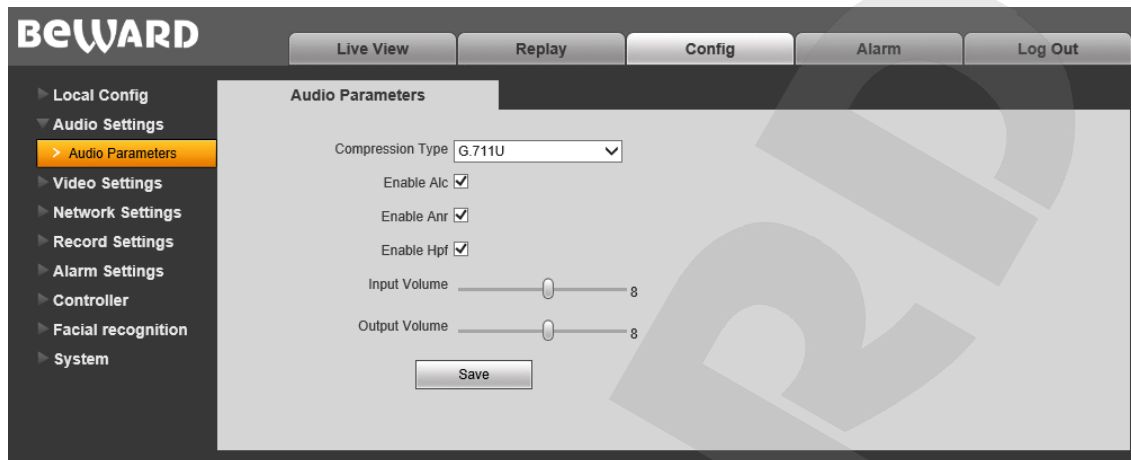 BEWARD
Live View Replay Config Alarm Log Out
Local Config
Audio Settings
> Audio Parameters
Video Settings
Network Settings
Record Settings
Alarm Settings
Controller
Facial recognition
System
Audio Parameters
Compression Type G.711U
Enable Alc
Enable Anr
Enable Hpf
Input Volume 8
Output Volume 8
Save
RD